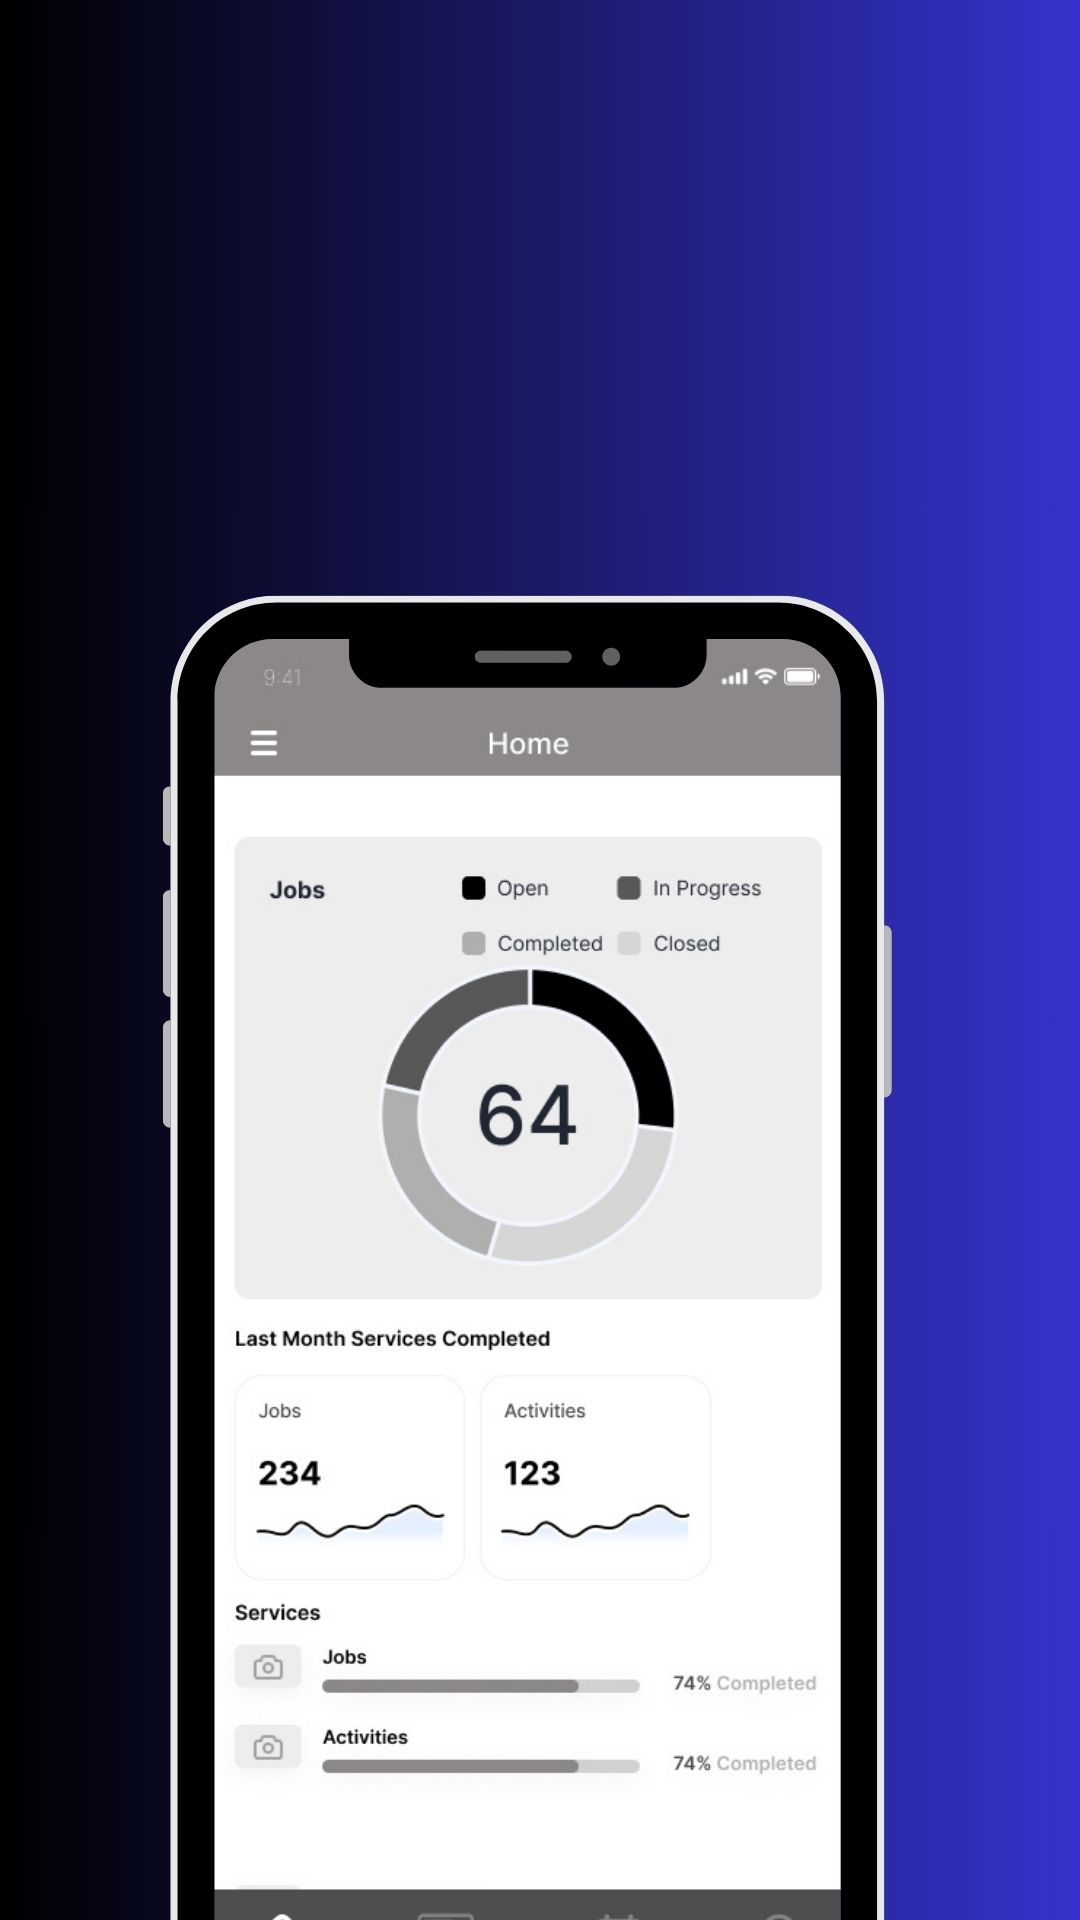 9:41
Home
Jobs
Open
In Progress
Completed
Closed
64
Last Month Services Completed
Jobs
Activities
234
123
Services
Jobs
74% Completed
Activities
74% Completed